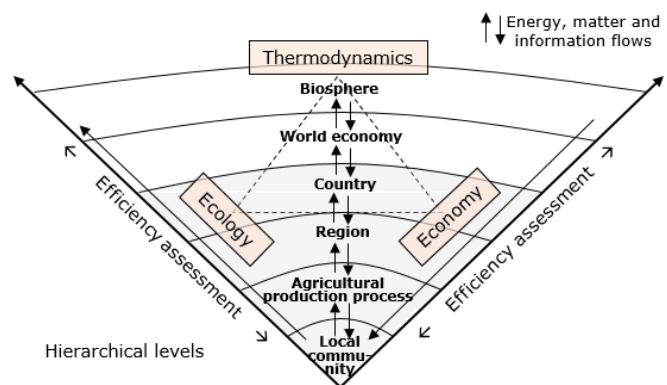 Energy, matter and
information flows
Thermodynamics
Biosphere
World economy
Country
Ecology
Economy
Region
Efficiency assessment
Efficiency assessment
Agricultural
production process
Hierarchical levels
Local
commu-
nity